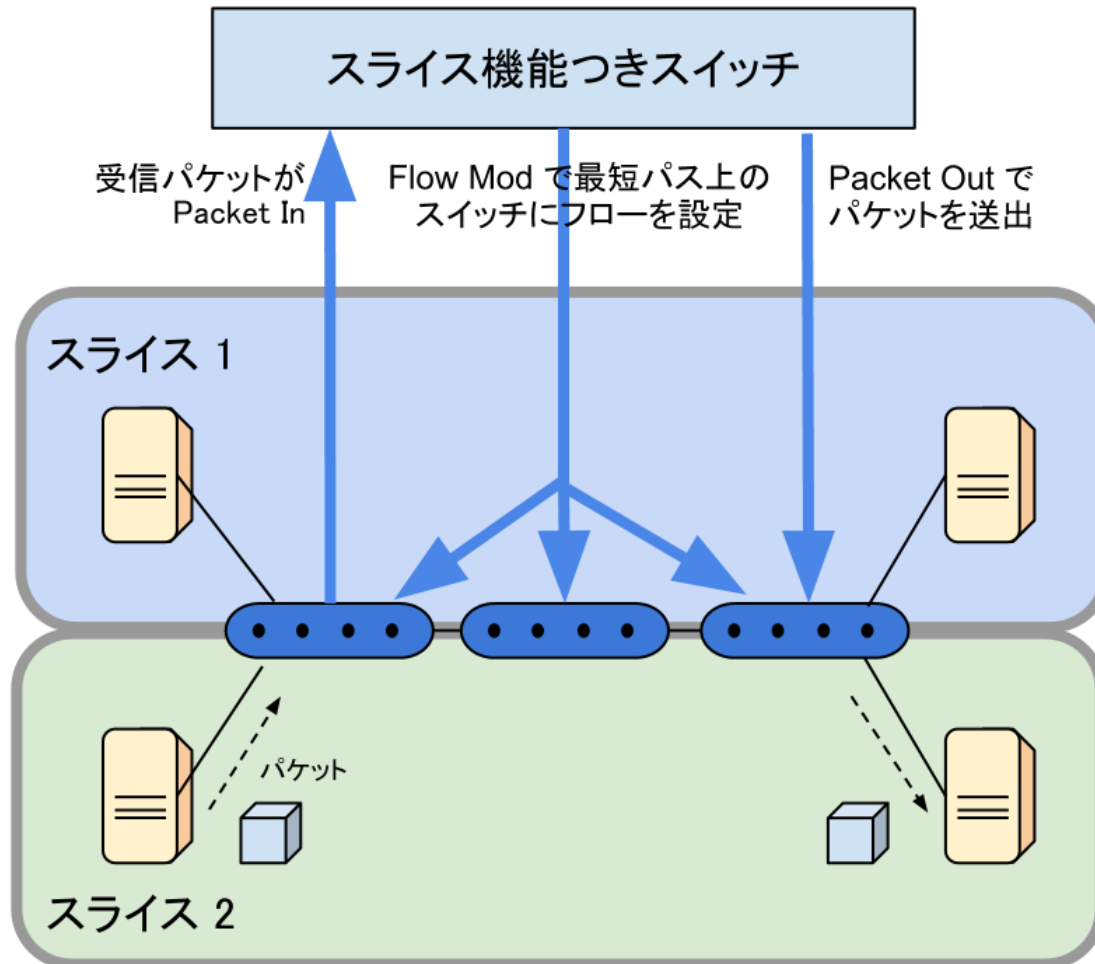 スライス機能つきスイッチ
受信パケットが
Packet In
Flow Mod で最短パス上の
スイッチにフローを設定
Packet Out で
パケットを送出
スライス 1
パケット
スライス 2